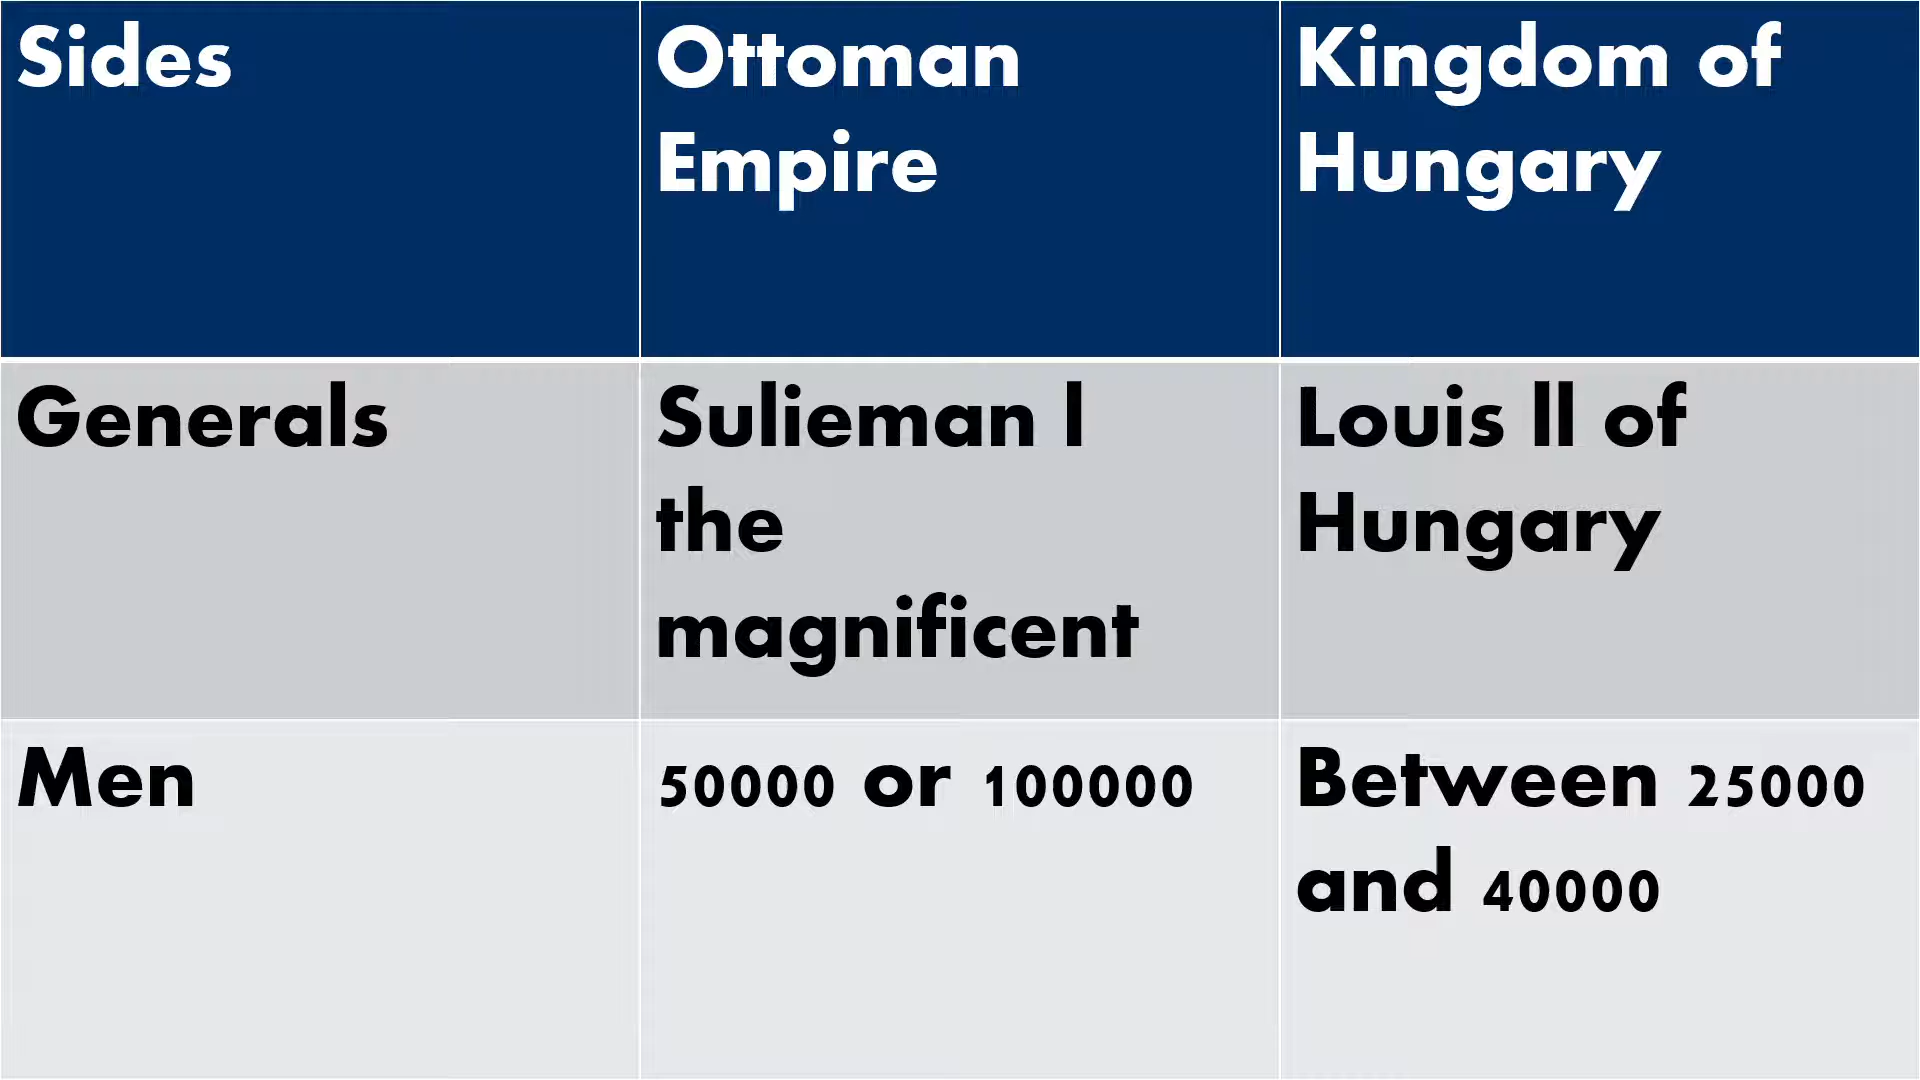 Sides
Ottoman
Empire
Kingdom of
Hungary
Generals
Sulieman l
the
magnificent
Louis ll of
Hungary
Men
50000 or 100000
Between 25000
and 40000